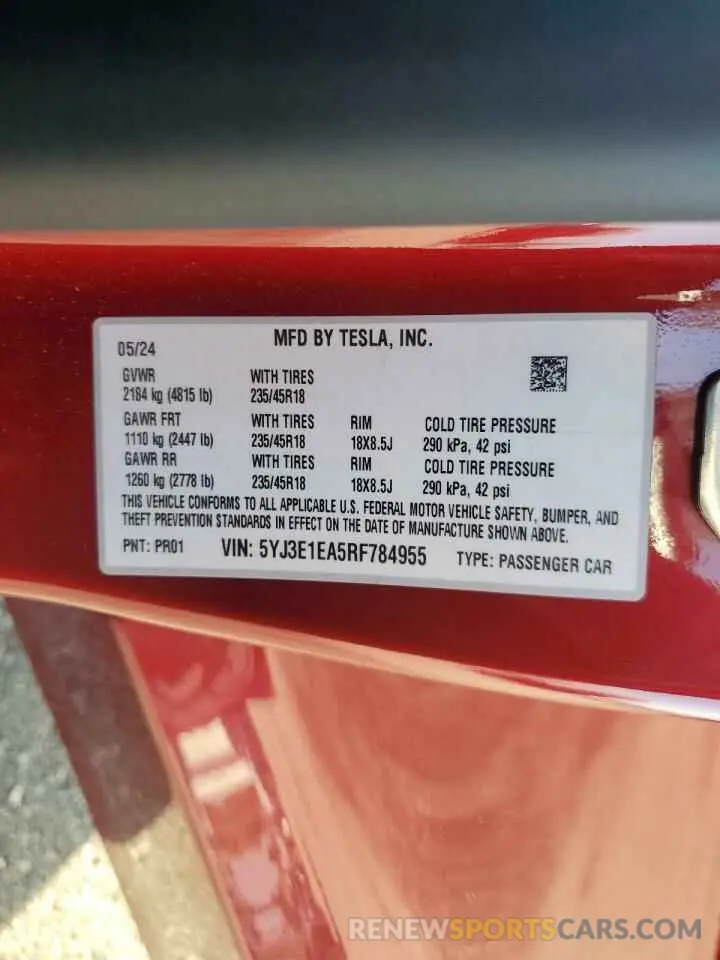 MFD BY TESLA, INC.
05/24
GVWR WITH TIRES
2184 kg (4815 lb) 235/45R18
GAWR FRT WITH TIRES RIM COLD TIRE PRESSURE
1110 kg (2447 lb) 235/45R18 18X8.5J 290 kPa, 42 psi
GAWR RR WITH TIRES RIM COLD TIRE PRESSURE
1260 kg (2778 lb) 235/45R18 18X8.5J 290 kPa, 42 psi
THIS VEHICLE CONFORMS TO ALL APPLICABLE U.S. FEDERAL MOTOR VEHICLE SAFETY, BUMPER, AND
THEFT PREVENTION STANDARDS IN EFFECT ON THE DATE OF MANUFACTURE SHOWN ABOVE.
PNT: PR01 VIN: 5YJ3E1EA5RF784955 TYPE: PASSENGER CAR
RENEWSPORTSCARS.COM